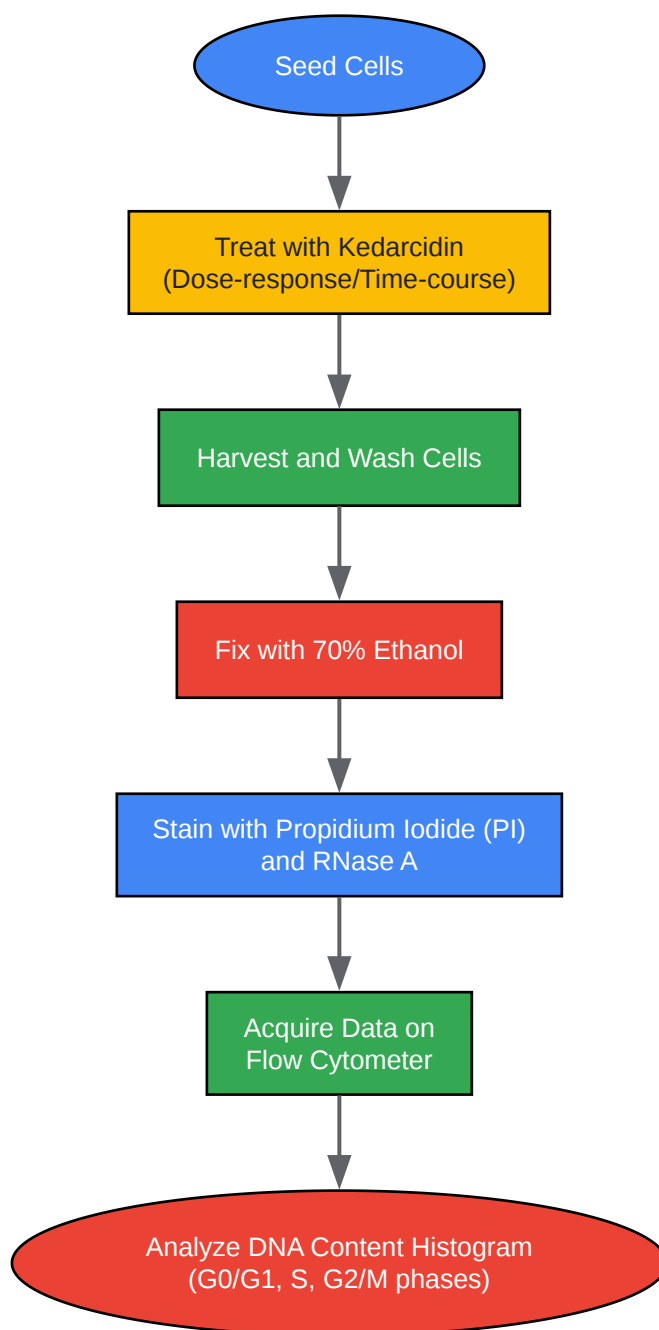 Seed Cells
Treat with Kedarcidin
(Dose-response/Time-course)
Harvest and Wash Cells
Fix with 70% Ethanol
Stain with Propidium Iodide (PI)
and RNase A
Acquire Data on
Flow Cytometer
Analyze DNA Content Histogram
(G0/G1, S, G2/M phases)